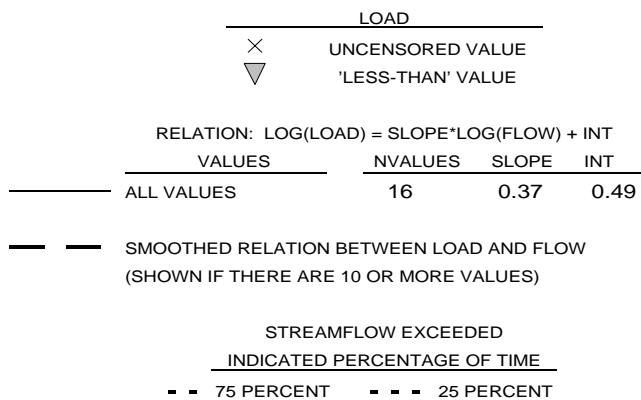 LOAD
UNCENSORED VALUE
'LESS-THAN' VALUE
RELATION: LOG(LOAD) = SLOPE*LOG(FLOW) + INT
VALUES NVALUES SLOPE INT
ALL VALUES 16 0.37 0.49
SMOOTHED RELATION BETWEEN LOAD AND FLOW
(SHOWN IF THERE ARE 10 OR MORE VALUES)
STREAMFLOW EXCEEDED
INDICATED PERCENTAGE OF TIME
75 PERCENT 25 PERCENT